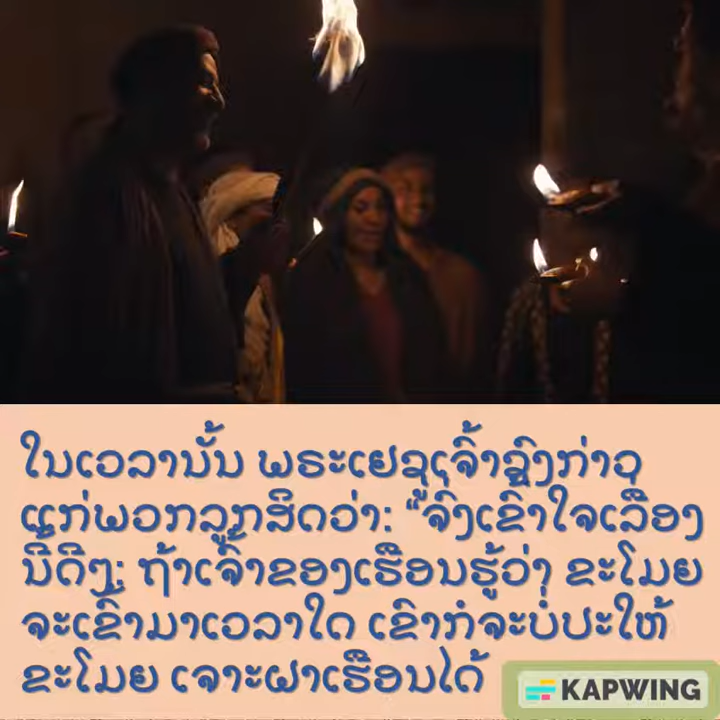 ໃນເວລານັ້ນ ພຣະເຢຊູເຈົ້າຊົງກ່າວ
ແກ່ພວກລູກສິດວ່າ: “ຈົ່ງເຂົ້າໃຈເລື່ອງ
ນີ້ດີໆ: ຖ້າເຈົ້າຂອງເຮືອນຮູ້ວ່າ ຂະໂມຍ
ຈະເຂົ້າມາເວລາໃດ ເຂົາກໍຈະບໍ່ປະໃຫ້
ຂະໂມຍ ເຈາະຝາເຮືອນໄດ້
KAPWING